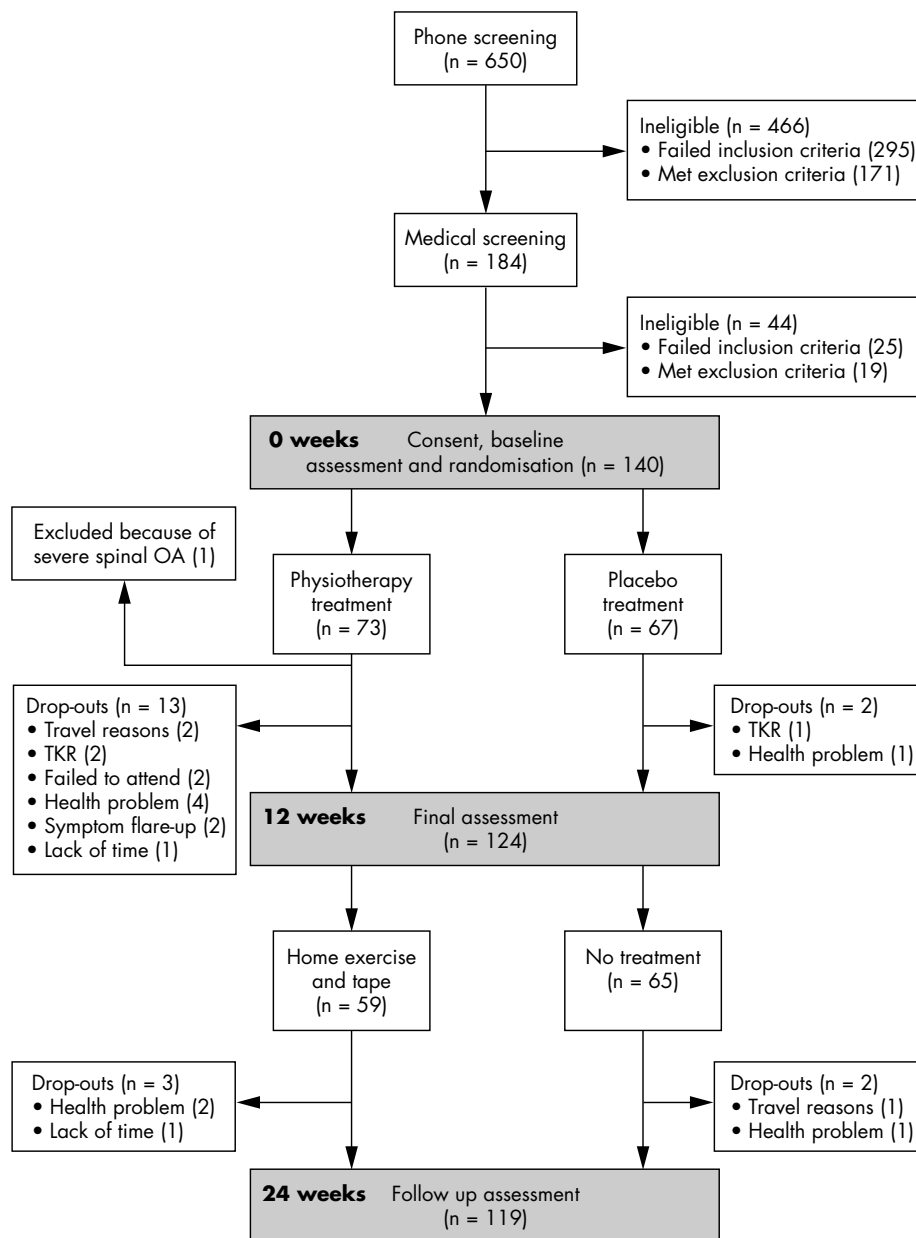 Phone screening
(n = 650)
Ineligible (n = 466)
• Failed inclusion criteria (295)
• Met exclusion criteria (171)
Medical screening
(n = 184)
Ineligible (n = 44)
• Failed inclusion criteria (25)
• Met exclusion criteria (19)
0 weeks Consent, baseline
assessment and randomisation (n = 140)
Excluded because of
severe spinal OA (1)
Physiotherapy
treatment
(n = 73)
Placebo
treatment
(n = 67)
Drop-outs (n = 13)
• Travel reasons (2)
• TKR (2)
• Failed to attend (2)
• Health problem (4)
• Symptom flare-up (2)
• Lack of time (1)
Drop-outs (n = 2)
• TKR (1)
• Health problem (1)
12 weeks Final assessment
(n = 124)
Home exercise
and tape
(n = 59)
No treatment
(n = 65)
Drop-outs (n = 3)
• Health problem (2)
• Lack of time (1)
Drop-outs (n = 2)
• Travel reasons (1)
• Health problem (1)
24 weeks Follow up assessment
(n = 119)